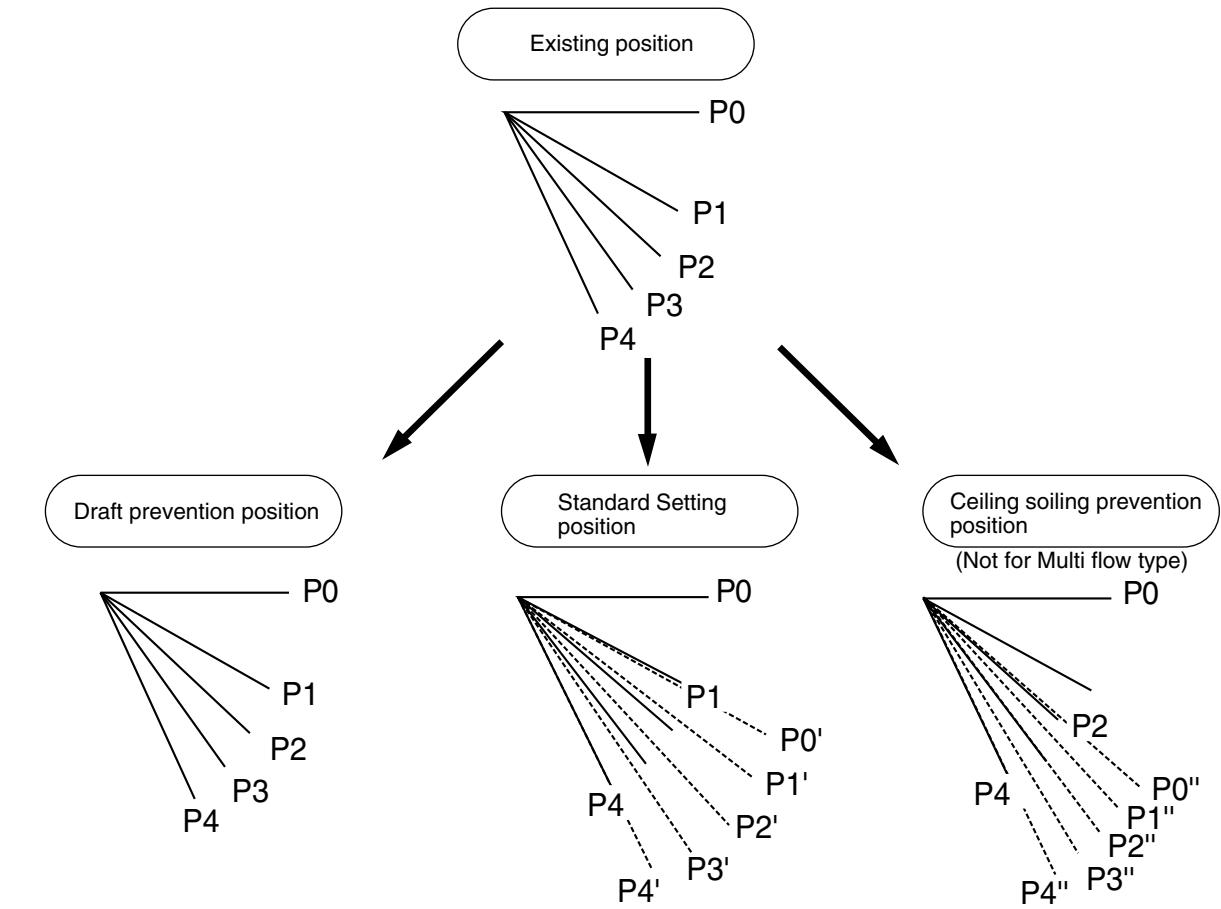 Existing position
P0
P1
P2
P3
P4
Draft prevention position
P0
P1
P2
P3
P4
Standard Setting
position
P0
P1
P0'
P1'
P4
P2'
P3'
P4'
Ceiling soiling prevention
position
(Not for Multi flow type)
P0
P2
P4
P0"
P1"
P2"
P3"
P4"